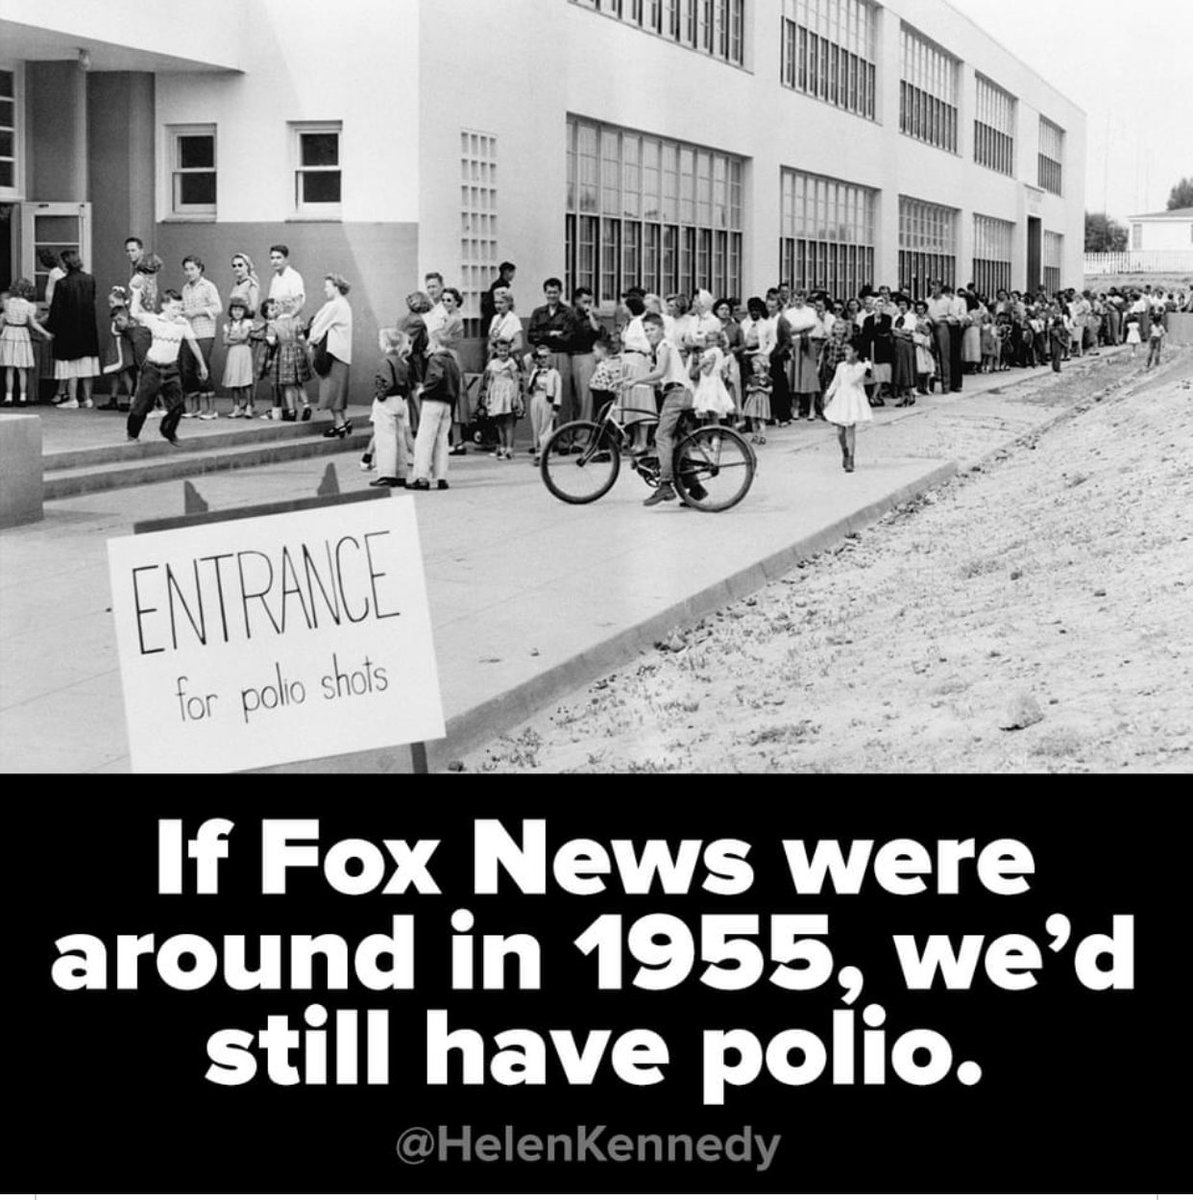 ENTRANCE
for polio shots
If Fox News were
around in 1955, we’d
still have polio.
@HelenKennedy